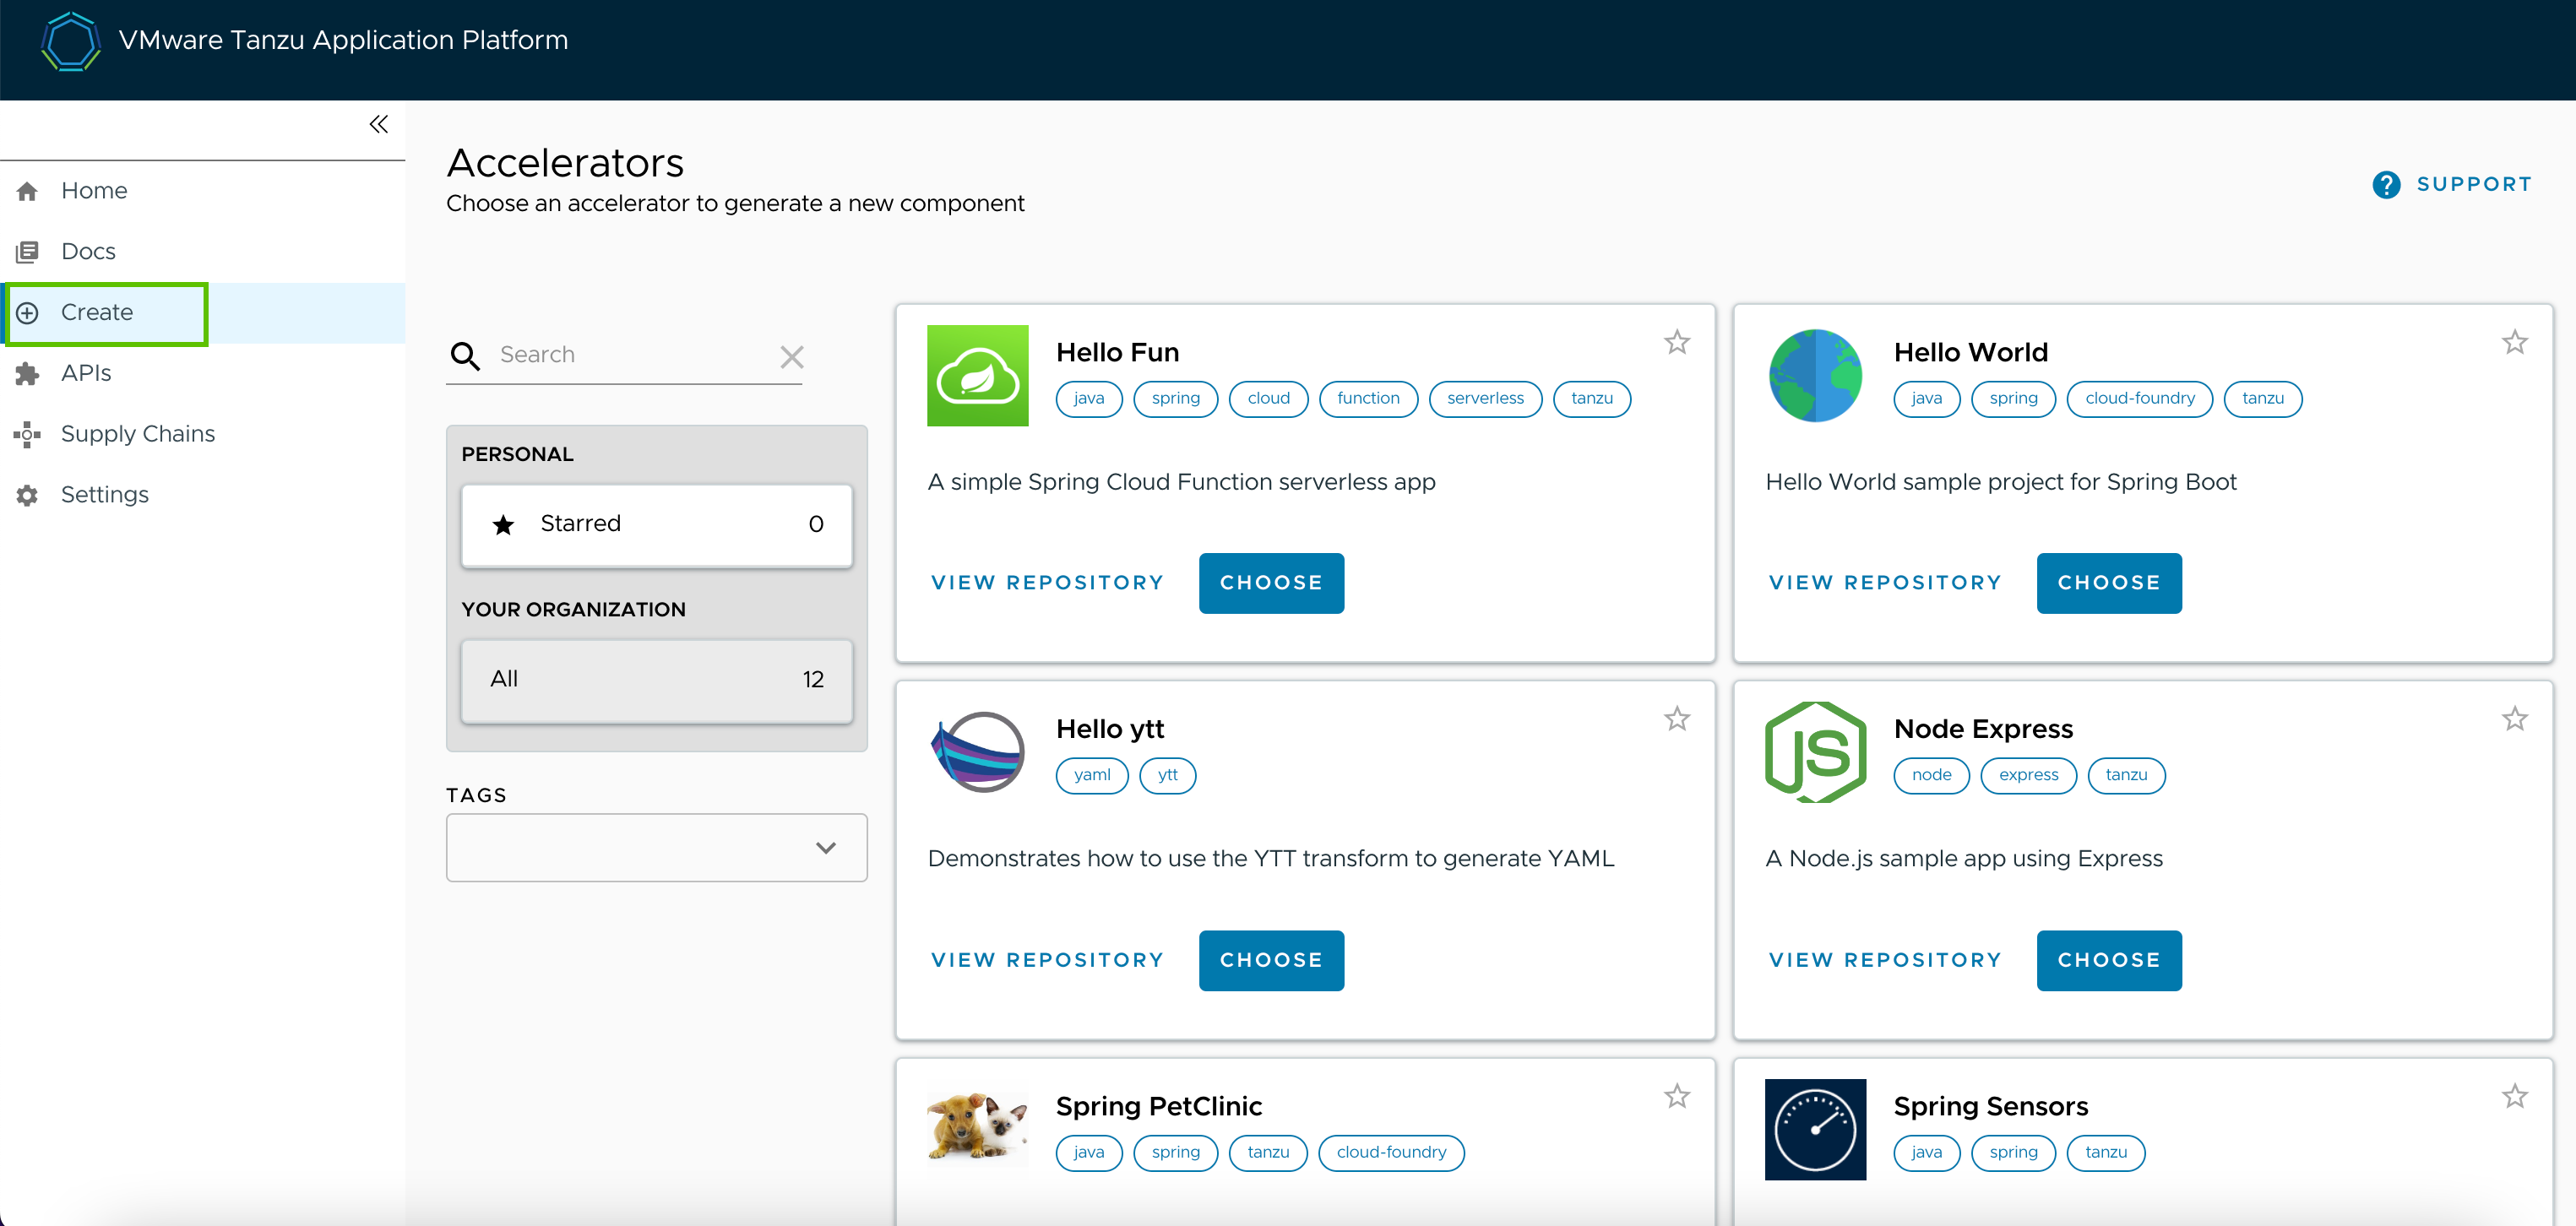 VMware Tanzu Application Platform
Home
Docs
Create
APIs
Supply Chains
Settings
Accelerators
Choose an accelerator to generate a new component
? SUPPORT
Search
PERSONAL
Starred 0
YOUR ORGANIZATION
All 12
TAGS
Hello Fun
java spring cloud function serverless tanzu
A simple Spring Cloud Function serverless app
VIEW REPOSITORY CHOOSE
Hello World
java spring cloud-foundry tanzu
Hello World sample project for Spring Boot
VIEW REPOSITORY CHOOSE
Hello ytt
yaml ytt
Demonstrates how to use the YTT transform to generate YAML
VIEW REPOSITORY CHOOSE
JS
Node Express
node express tanzu
A Node.js sample app using Express
VIEW REPOSITORY CHOOSE
Spring PetClinic
java spring tanzu cloud-foundry
Spring Sensors
java spring tanzu